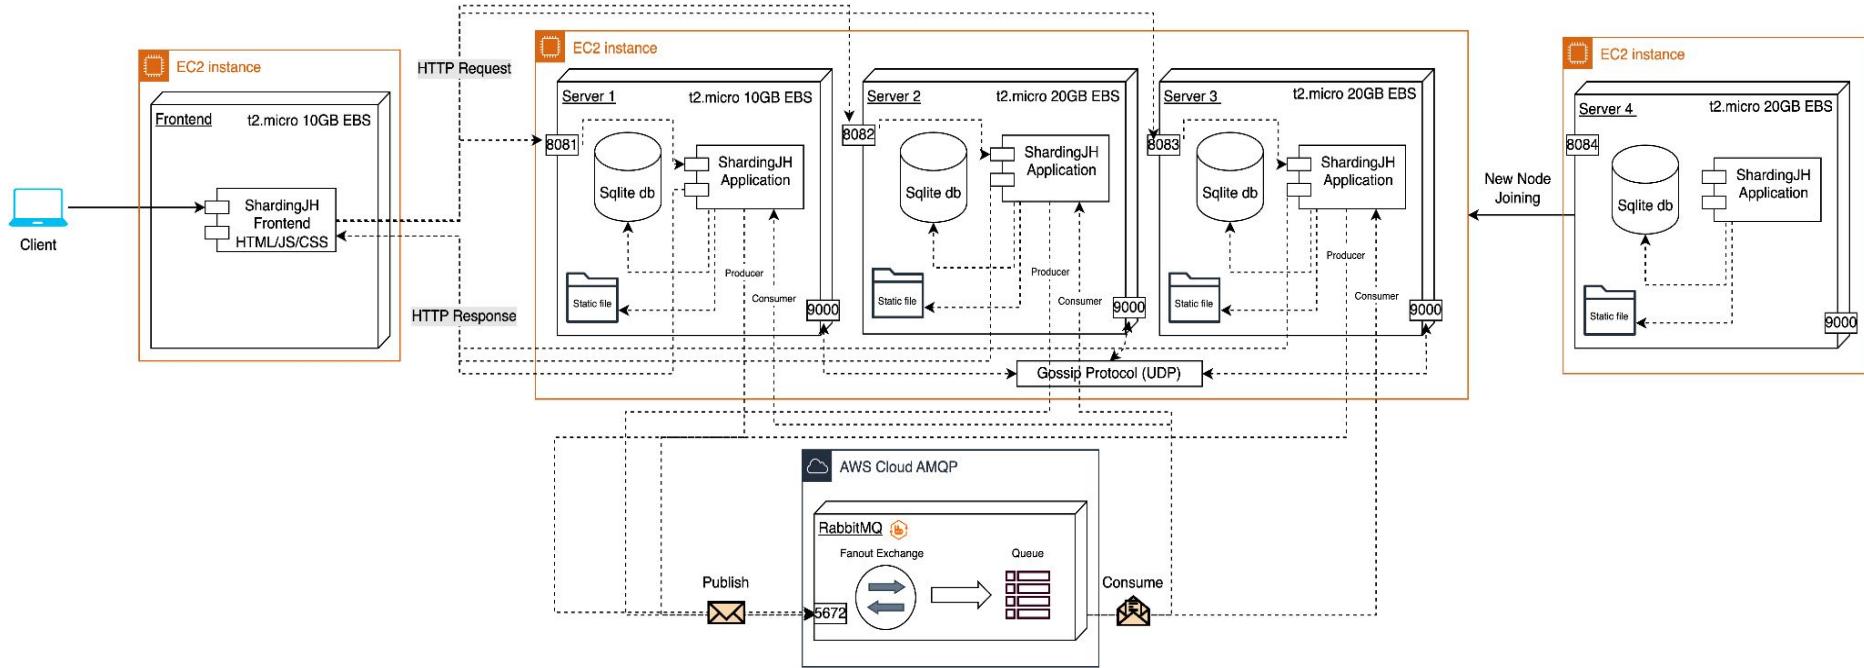 Client
EC2 instance
Frontend
t2.micro 10GB EBS
ShardingJH
Frontend
HTML/JS/CSS
HTTP Request
HTTP Response
EC2 instance
Server 1
t2.micro 10GB EBS
8081
Sqlite db
ShardingJH
Application
Static file
Producer
Consumer
9000
Server 2
t2.micro 20GB EBS
8082
Sqlite db
ShardingJH
Application
Static file
Producer
Consumer
9000
Server 3
t2.micro 20GB EBS
8083
Sqlite db
ShardingJH
Application
Static file
Producer
Consumer
9000
Gossip Protocol (UDP)
New Node
Joining
EC2 instance
Server 4
t2.micro 20GB EBS
8084
Sqlite db
ShardingJH
Application
Static file
9000
AWS Cloud AMQP
RabbitMQ
Fanout Exchange
Queue
5672
Publish
Consume